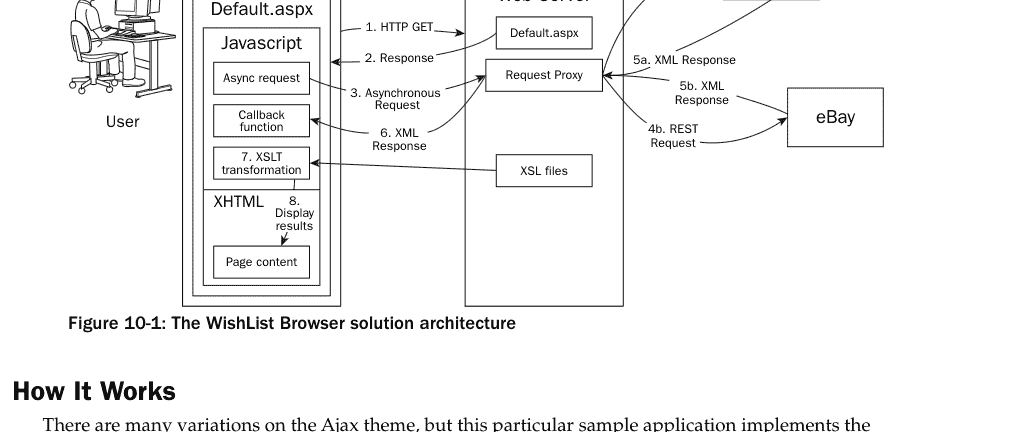 Default.aspx
Javascript
Async request
Callback
function
7. XSLT
transformation
XHTML
8.
Display
results
Page content
User
1. HTTP GET
2. Response
3. Asynchronous
Request
6. XML
Response
Default.aspx
Request Proxy
XSL files
5a. XML Response
5b. XML
Response
4b. REST
Request
eBay
Figure 10-1: The WishList Browser solution architecture
How It Works
There are many variations on the Ajax theme, but this particular sample application implements the